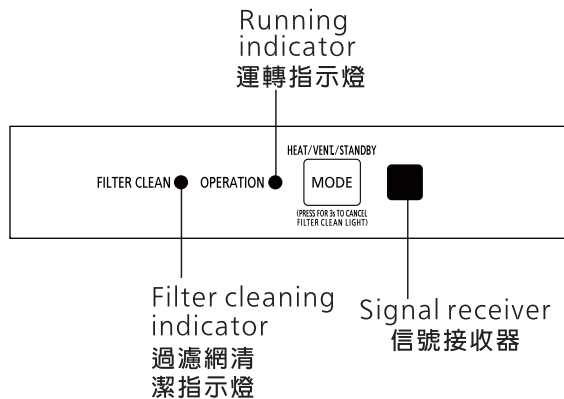 Running
indicator
運轉指示燈
HEAT/VENT./STANDBY
FILTER CLEAN
OPERATION
MODE
(PRESS FOR 3s TO CANCEL
FILTER CLEAN LIGHT)
Filter cleaning
indicator
過濾網清
潔指示燈
Signal receiver
信號接收器